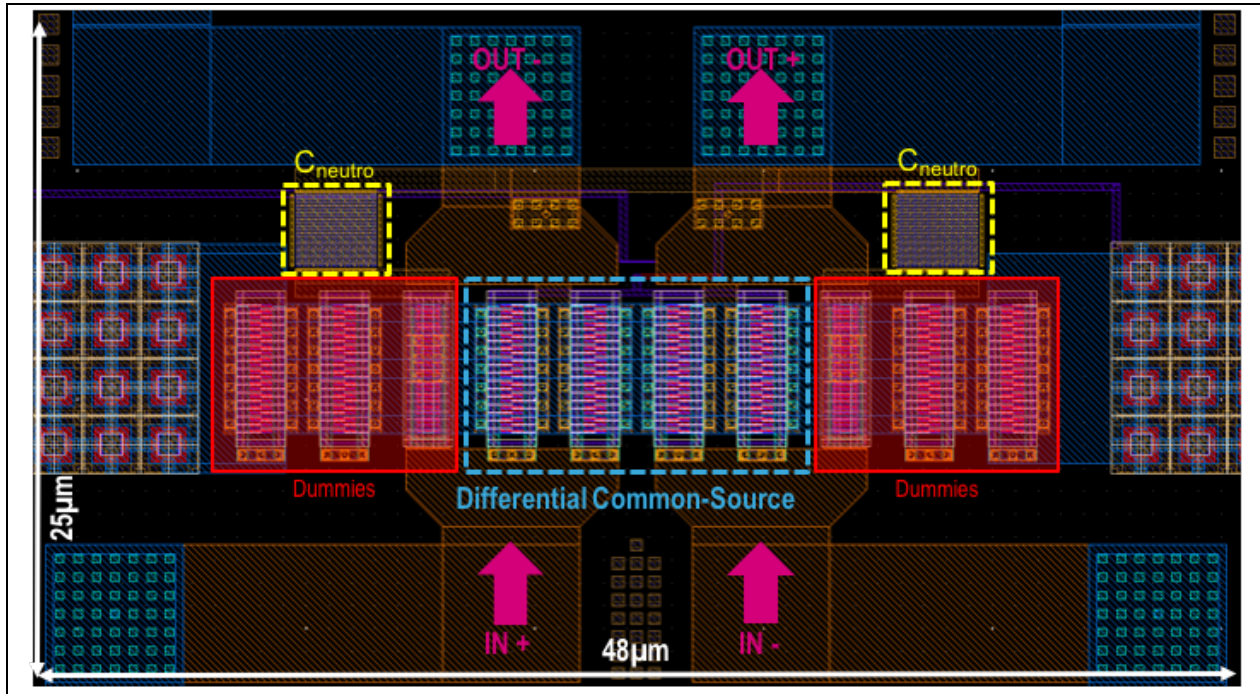 OUT - OUT +
Cneutro Cneutro
Dummies Differential Common-Source Dummies
25μm
IN + IN -
48μm